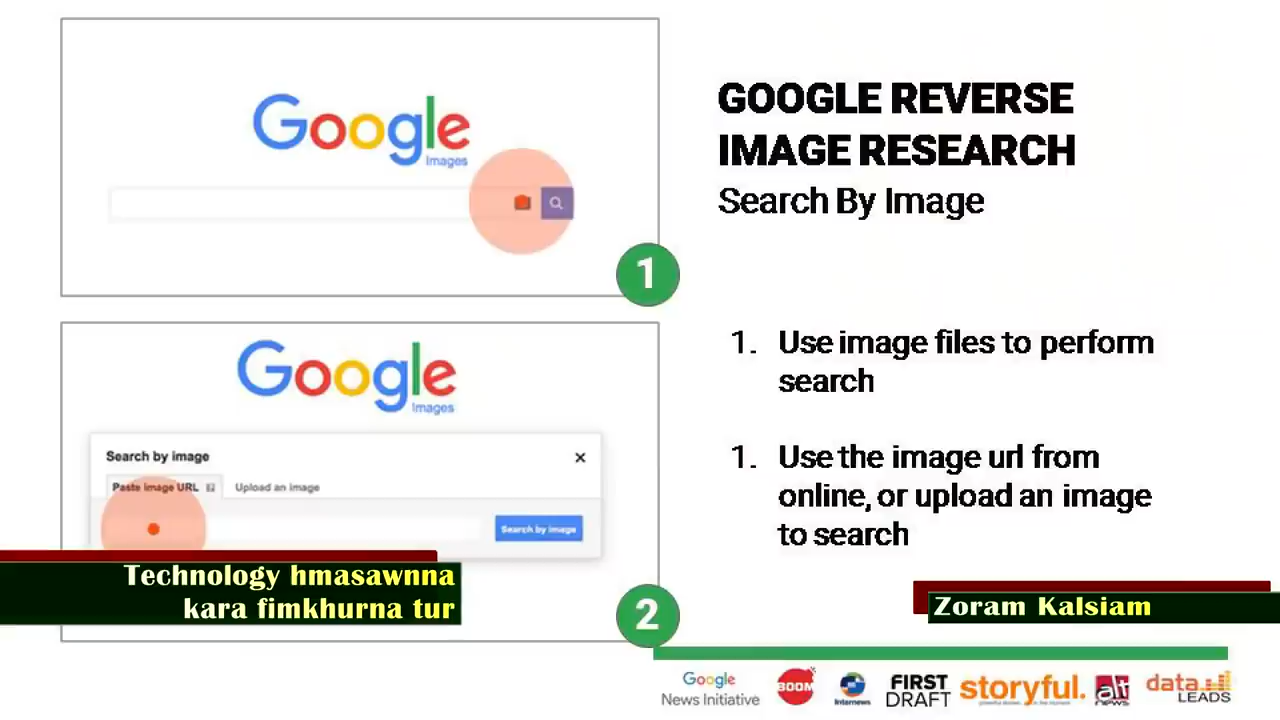 Google
Images
1
GOOGLE REVERSE
IMAGE RESEARCH
Search By Image
Google
Images
Search by image
Paste image URL
Upload an image
Search by image
2
1. Use image files to perform
search
1. Use the image url from
online, or upload an image
to search
Technology hmasawnna
kara fimkhurna tur
Zoram Kalsiam
Google
News Initiative
BOOM
Internews
FIRST
DRAFT
storyful.
alt
news
data
LEADS